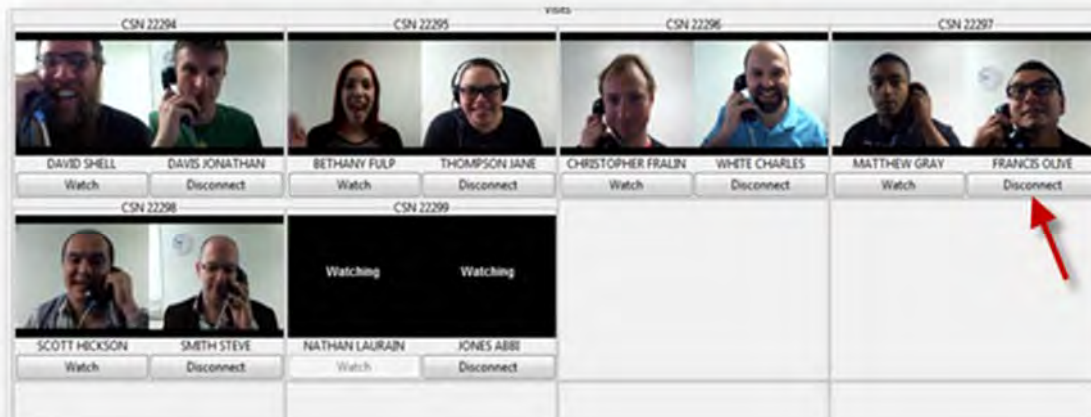 Visits
CSN 22294
CSN 22295
CSN 22296
CSN 22297
DAVID SHELL
DAVIS JONATHAN
BETHANY FULP
THOMPSON JANE
CHRISTOPHER FRALIN
WHITE CHARLES
MATTHEW GRAY
FRANCIS OLIVE
Watch
Disconnect
Watch
Disconnect
Watch
Disconnect
Watch
Disconnect
CSN 22298
CSN 22299
Watching
Watching
SCOTT HICKSON
SMITH STEVE
NATHAN LAURAIN
JONES ABBI
Watch
Disconnect
Watch
Disconnect